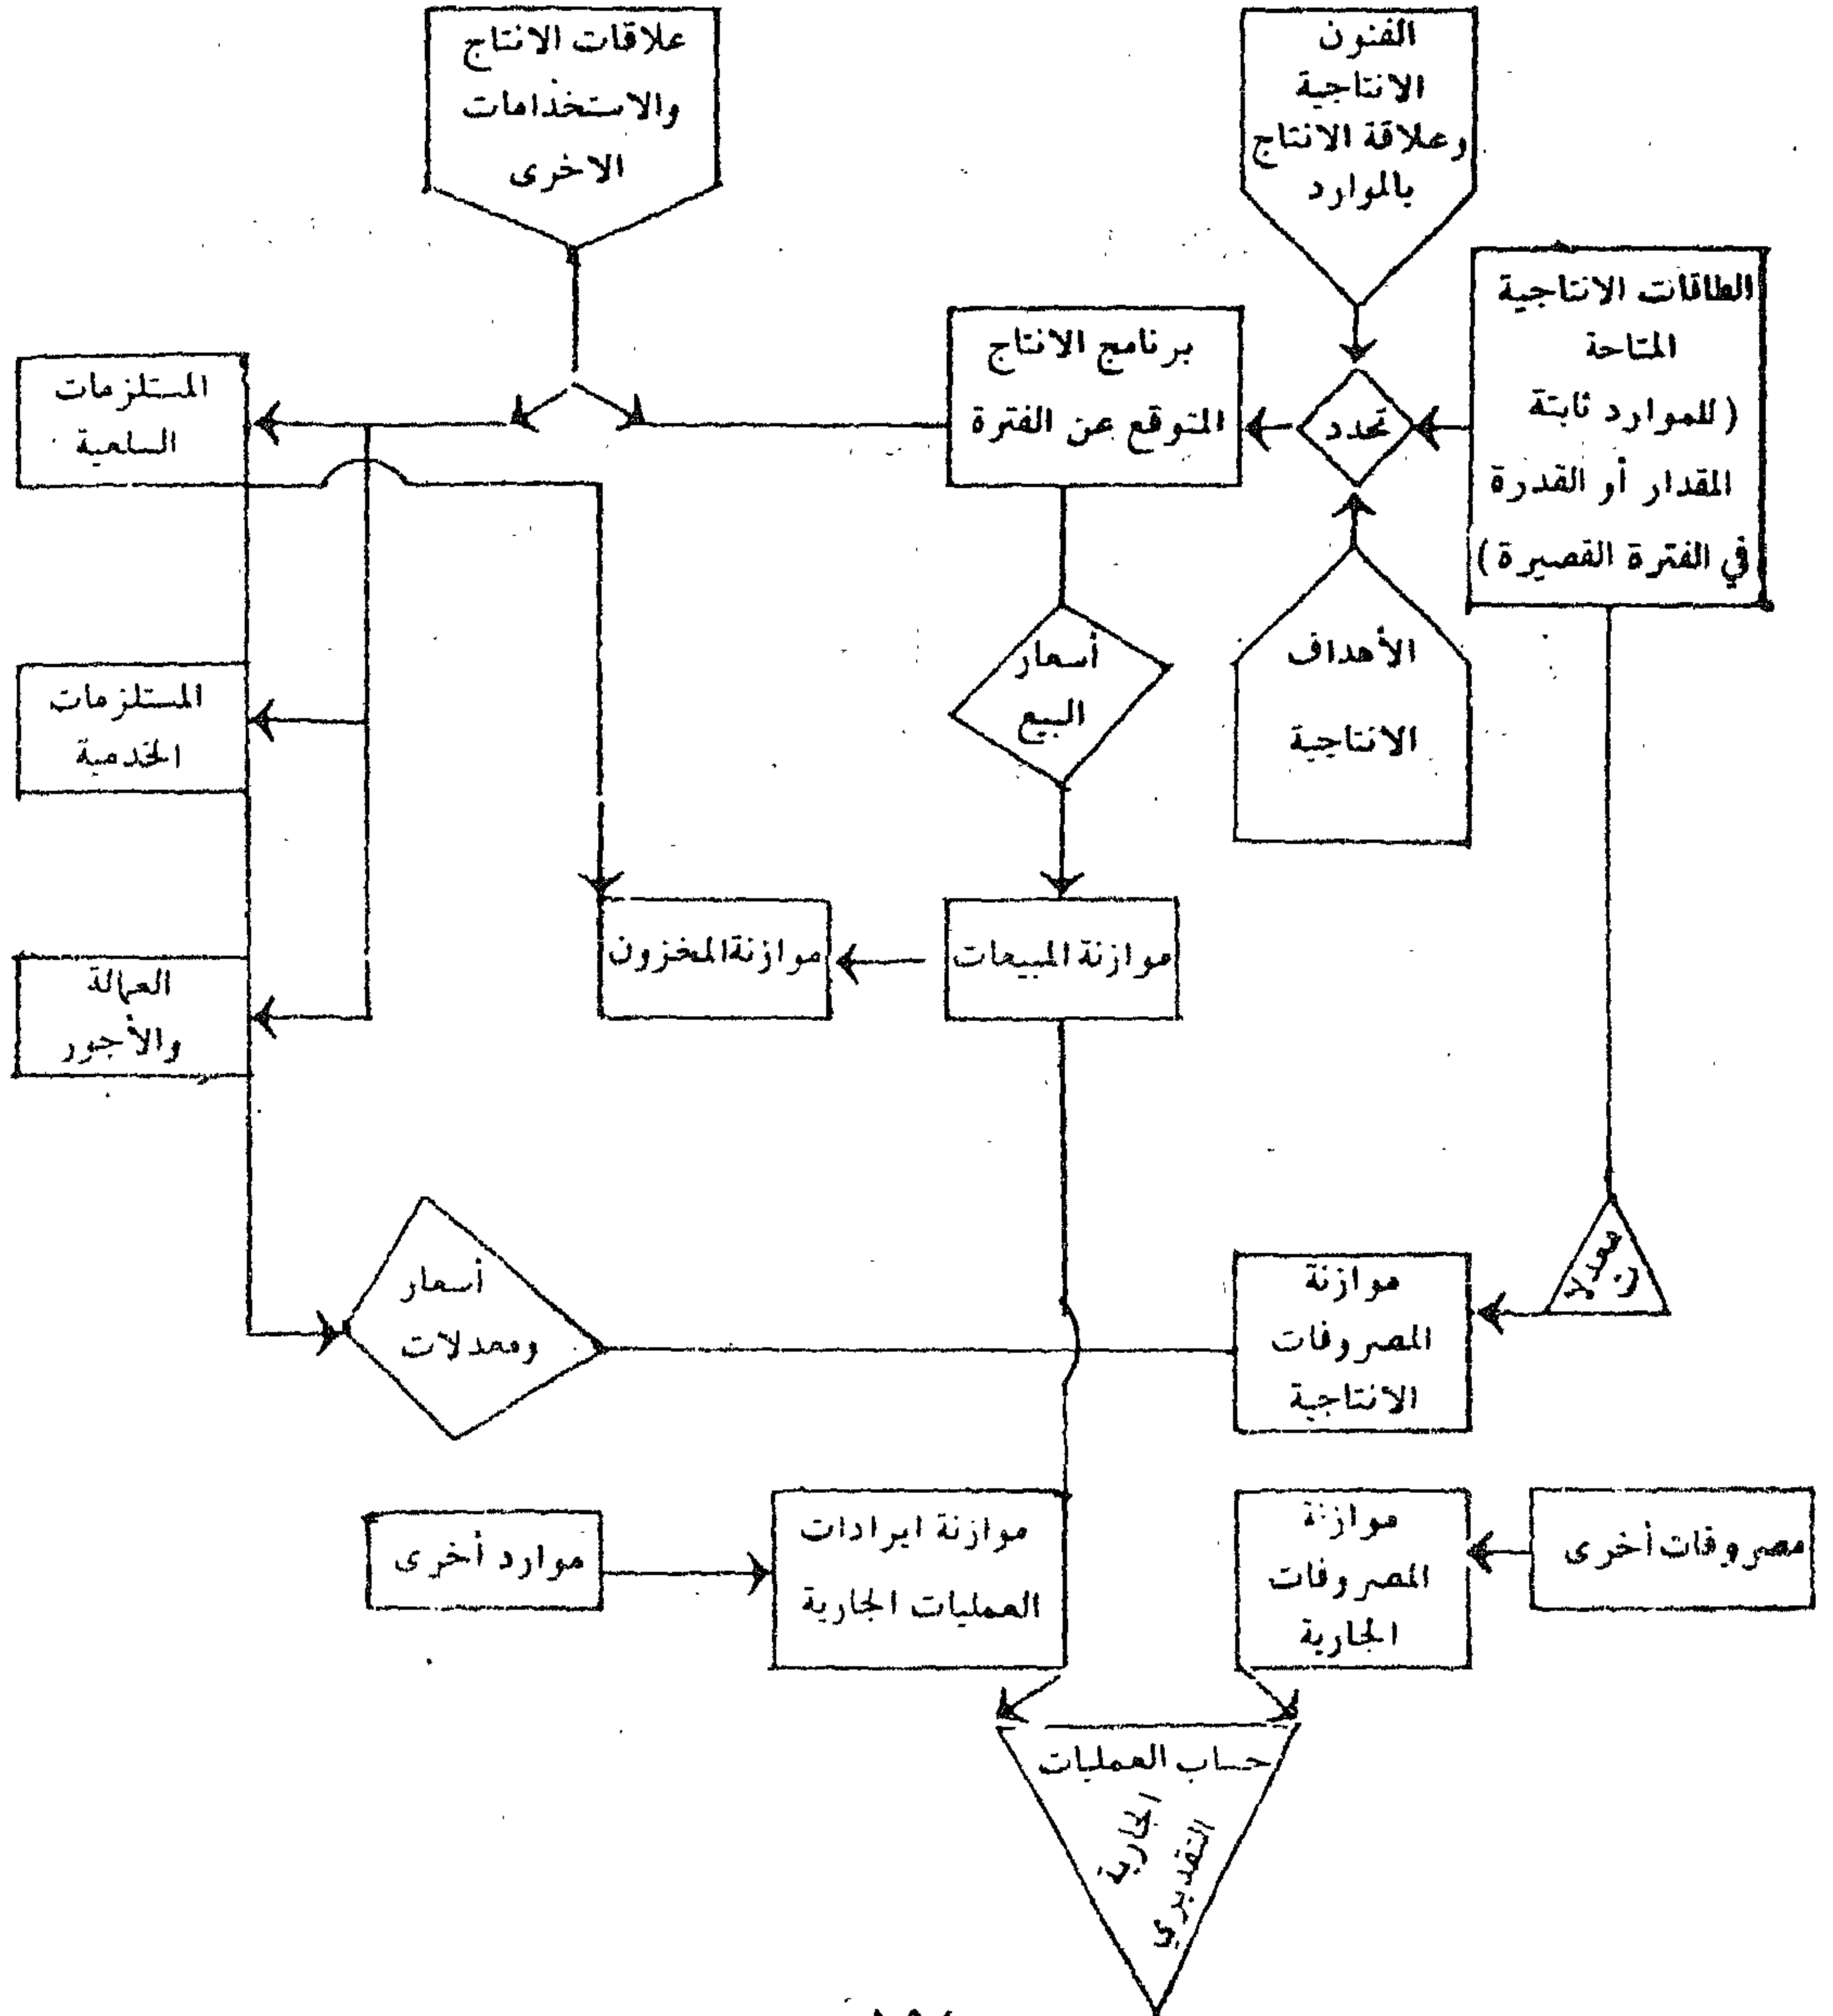 الفنون
الانتاجية
وعلاقة الانتاج
بالموارد
علاقات الانتاج
والاستخدامات
الاخرى
الطاقات الانتاجية
المتاحة
(للموارد ثابتة
المقدار أو القدرة
في الفترة القصيرة)
تحدد
برنامج الانتاج
المتوقع عن الفترة
المستلزمات
السلعية
الأهداف
الانتاجية
أسعار
البيع
المستلزمات
الخدمية
موازنة المبيعات
موازنة المخزون
العمالة
والأجور
موازنة
المصروفات
الانتاجية
أسعار
ومعدلات
مصروفات أخرى
موازنة
المصروفات
الجارية
موازنة ايرادات
العمليات الجارية
موارد أخرى
حساب العمليات
الجارية
التقديري